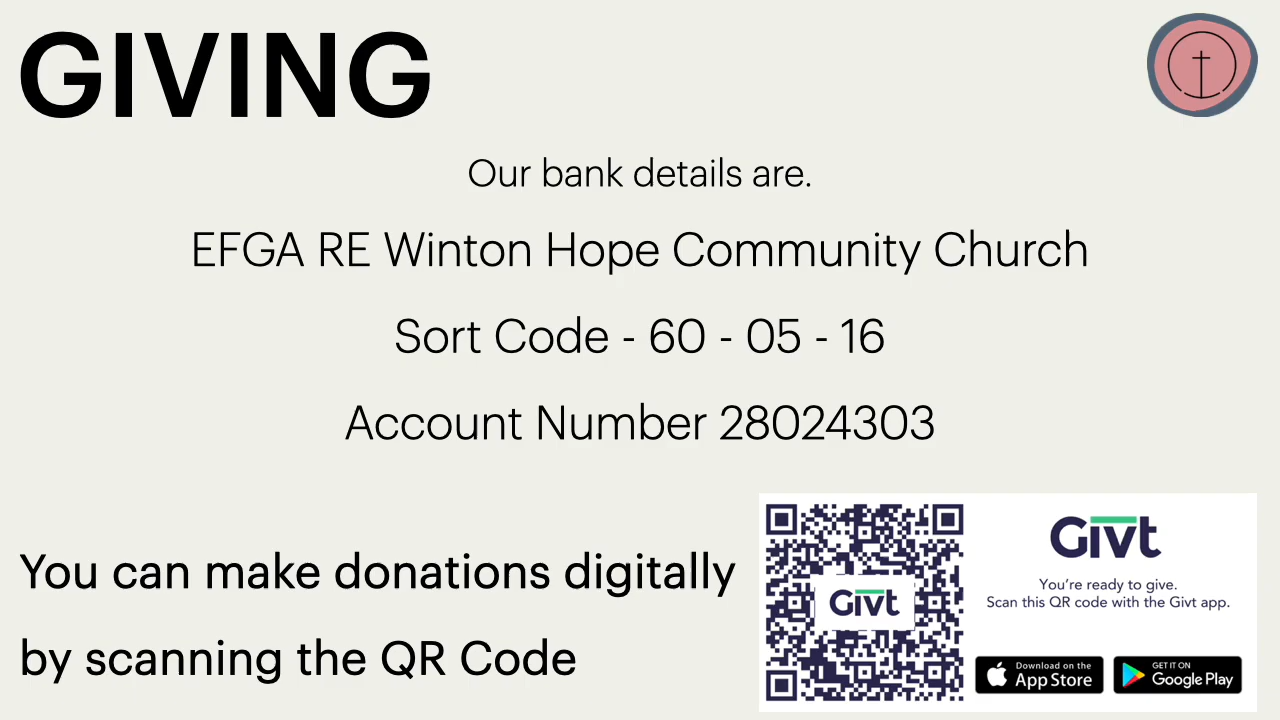 GIVING
Our bank details are.
EFGA RE Winton Hope Community Church
Sort Code - 60 - 05 - 16
Account Number 28024303
You can make donations digitally
by scanning the QR Code
Givt
Givt
You're ready to give.
Scan this QR code with the Givt app.
Download on the
App Store
GET IT ON
Google Play